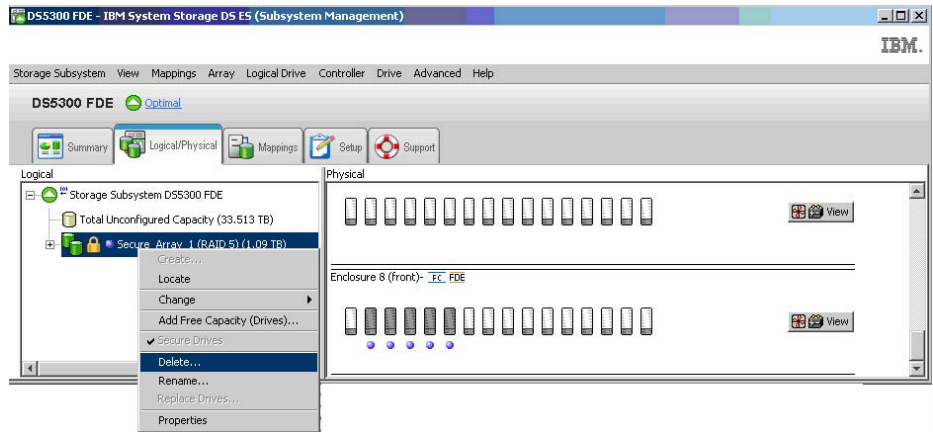 DS5300 FDE - IBM System Storage DS ES (Subsystem Management)
IBM.
Storage Subsystem View Mappings Array Logical Drive Controller Drive Advanced Help
DS5300 FDE Optimal
Summary Logical/Physical Mappings Setup Support
Logical
Physical
Storage Subsystem DS5300 FDE
Total Unconfigured Capacity (33.513 TB)
View
Secure_Array_1 (RAID 5) (1.09 TB)
Create...
Locate
Change
Add Free Capacity (Drives)...
Secure Drives
Delete...
Rename...
Replace Drives...
Properties
Enclosure 8 (front)- FC FDE
View